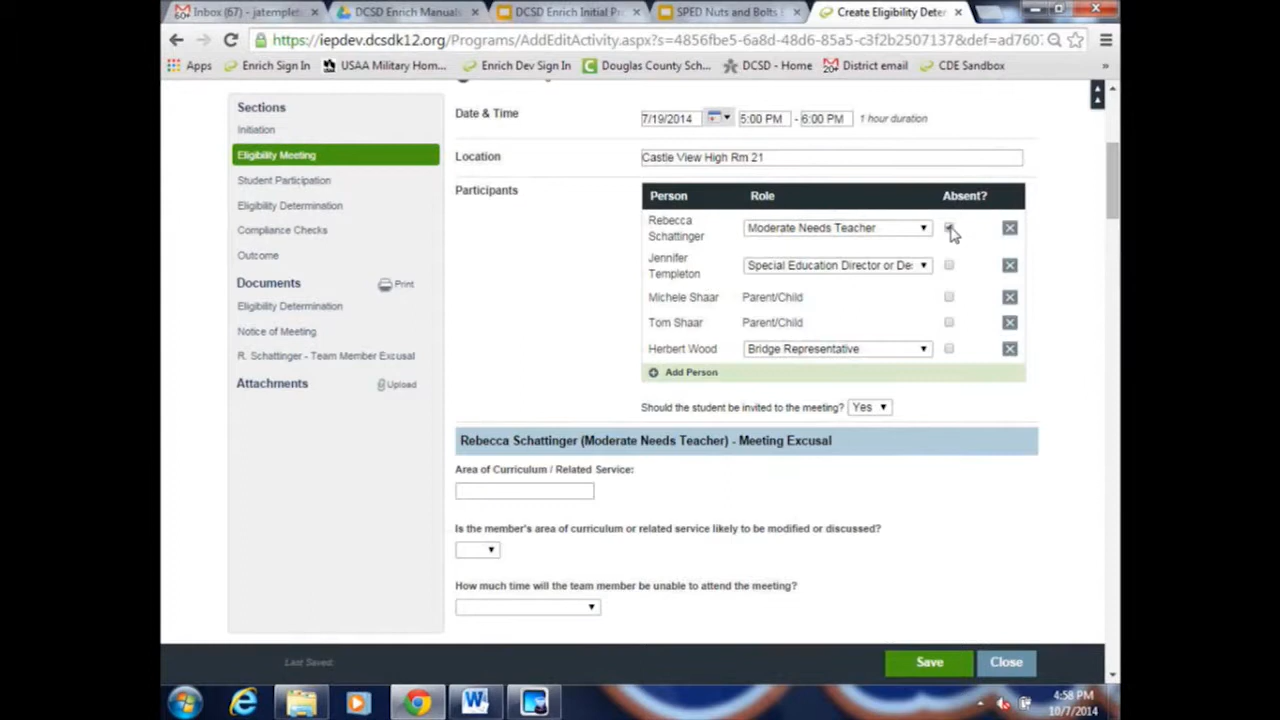 Inbox (67) - jatemplet
DCSD Enrich Manual
DCSD Enrich Initial Pr
SPED Nuts and Bolts
Create Eligibility Deter
https://iepdev.dcsdk12.org/Programs/AddEditActivity.aspx?s=4856fbe5-6a8d-48d6-85a5-c3f2b2507137&def=ad7607
Apps Enrich Sign In USAA Military Hom... Enrich Dev Sign In Douglas County Sch... DCSD - Home District email CDE Sandbox »
Sections
Initiation
Eligibility Meeting
Student Participation
Eligibility Determination
Compliance Checks
Outcome
Documents Print
Eligibility Determination
Notice of Meeting
R. Schattinger - Team Member Excusal
Attachments Upload
Date & Time 7/19/2014 5:00 PM - 6:00 PM 1 hour duration
Location Castle View High Rm 21
Participants
Person Role Absent?
Rebecca
Schattinger
Moderate Needs Teacher
Jennifer
Templeton
Special Education Director or De
Michele Shaar Parent/Child
Tom Shaar Parent/Child
Herbert Wood Bridge Representative
Add Person
Should the student be invited to the meeting? Yes
Rebecca Schattinger (Moderate Needs Teacher) - Meeting Excusal
Area of Curriculum / Related Service:
Is the member's area of curriculum or related service likely to be modified or discussed?
How much time will the team member be unable to attend the meeting?
Last Saved:
Save Close
4:58 PM
10/7/2014